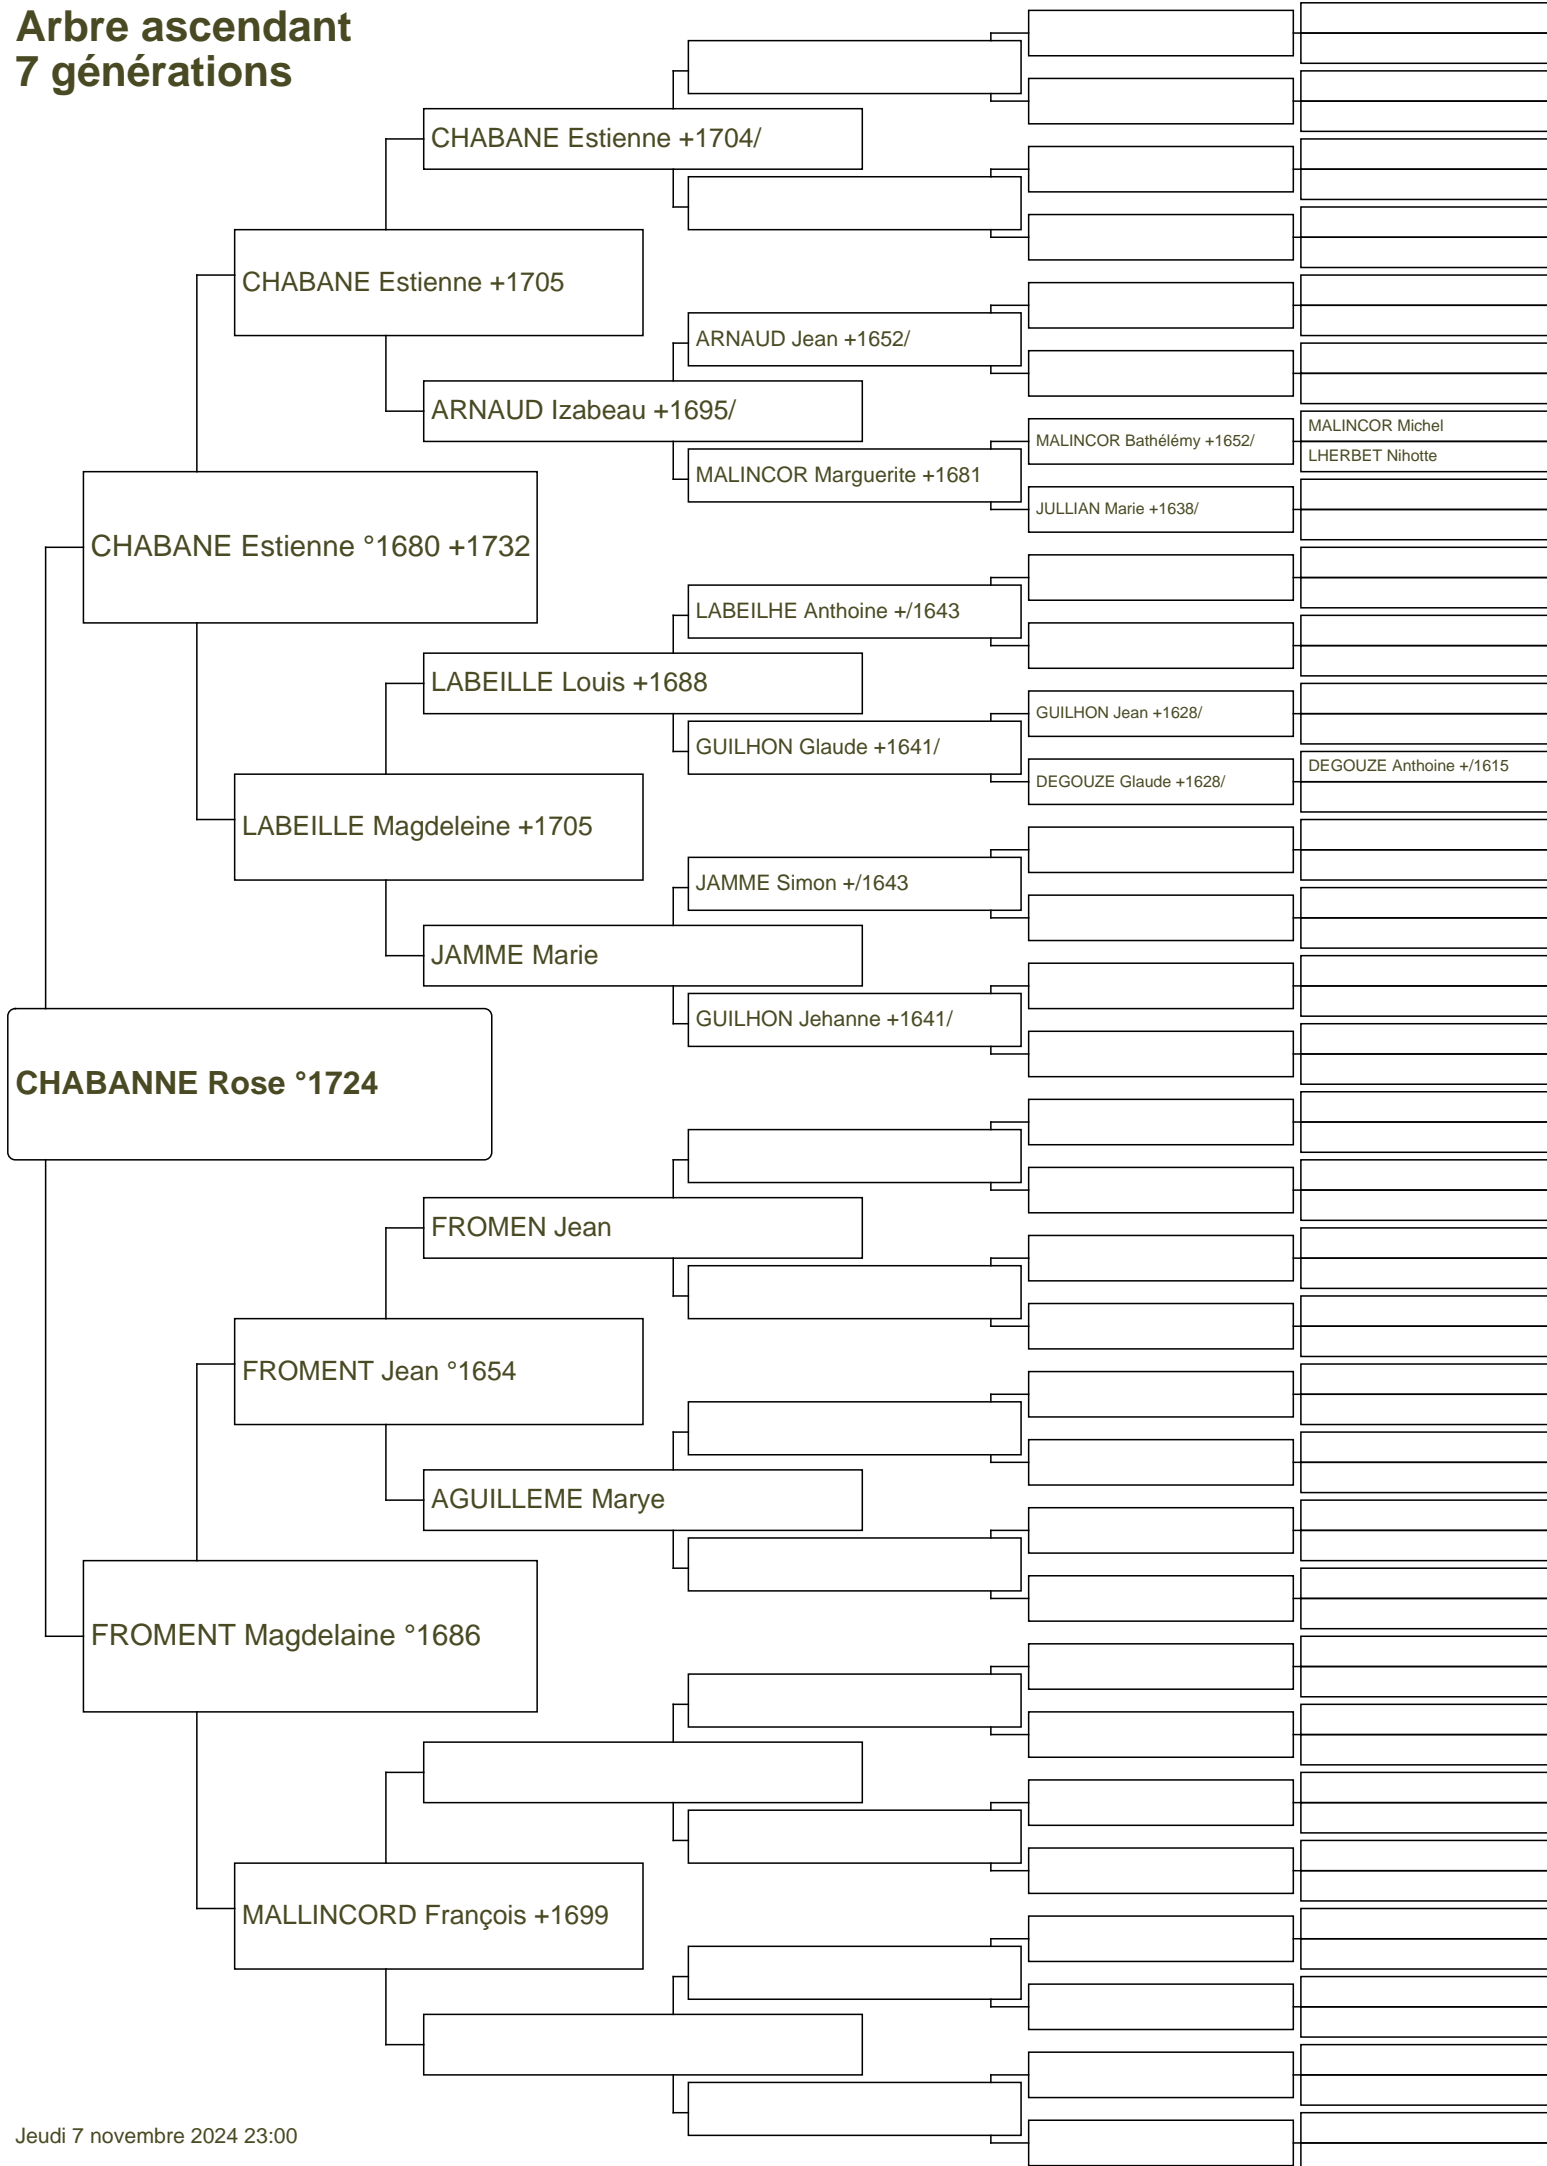 Arbre ascendant
7 générations
CHABANE Estienne +1704/
CHABANE Estienne +1705
ARNAUD Jean +1652/
ARNAUD Izabeau +1695/
MALINCOR Michel
MALINCOR Bathélémy +1652/
LHERBET Nihotte
MALINCOR Marguerite +1681
JULLIAN Marie +1638/
CHABANE Estienne °1680 +1732
LABEILHE Anthoine +/1643
LABEILLE Louis +1688
GUILHON Jean +1628/
GUILHON Glaude +1641/
DEGOUZE Anthoine +/1615
DEGOUZE Glaude +1628/
LABEILLE Magdeleine +1705
JAMME Simon +/1643
JAMME Marie
GUILHON Jehanne +1641/
CHABANNE Rose °1724
FROMEN Jean
FROMENT Jean °1654
AGUILLEME Marye
FROMENT Magdelaine °1686
MALLINCORD François +1699
Jeudi 7 novembre 2024 23:00